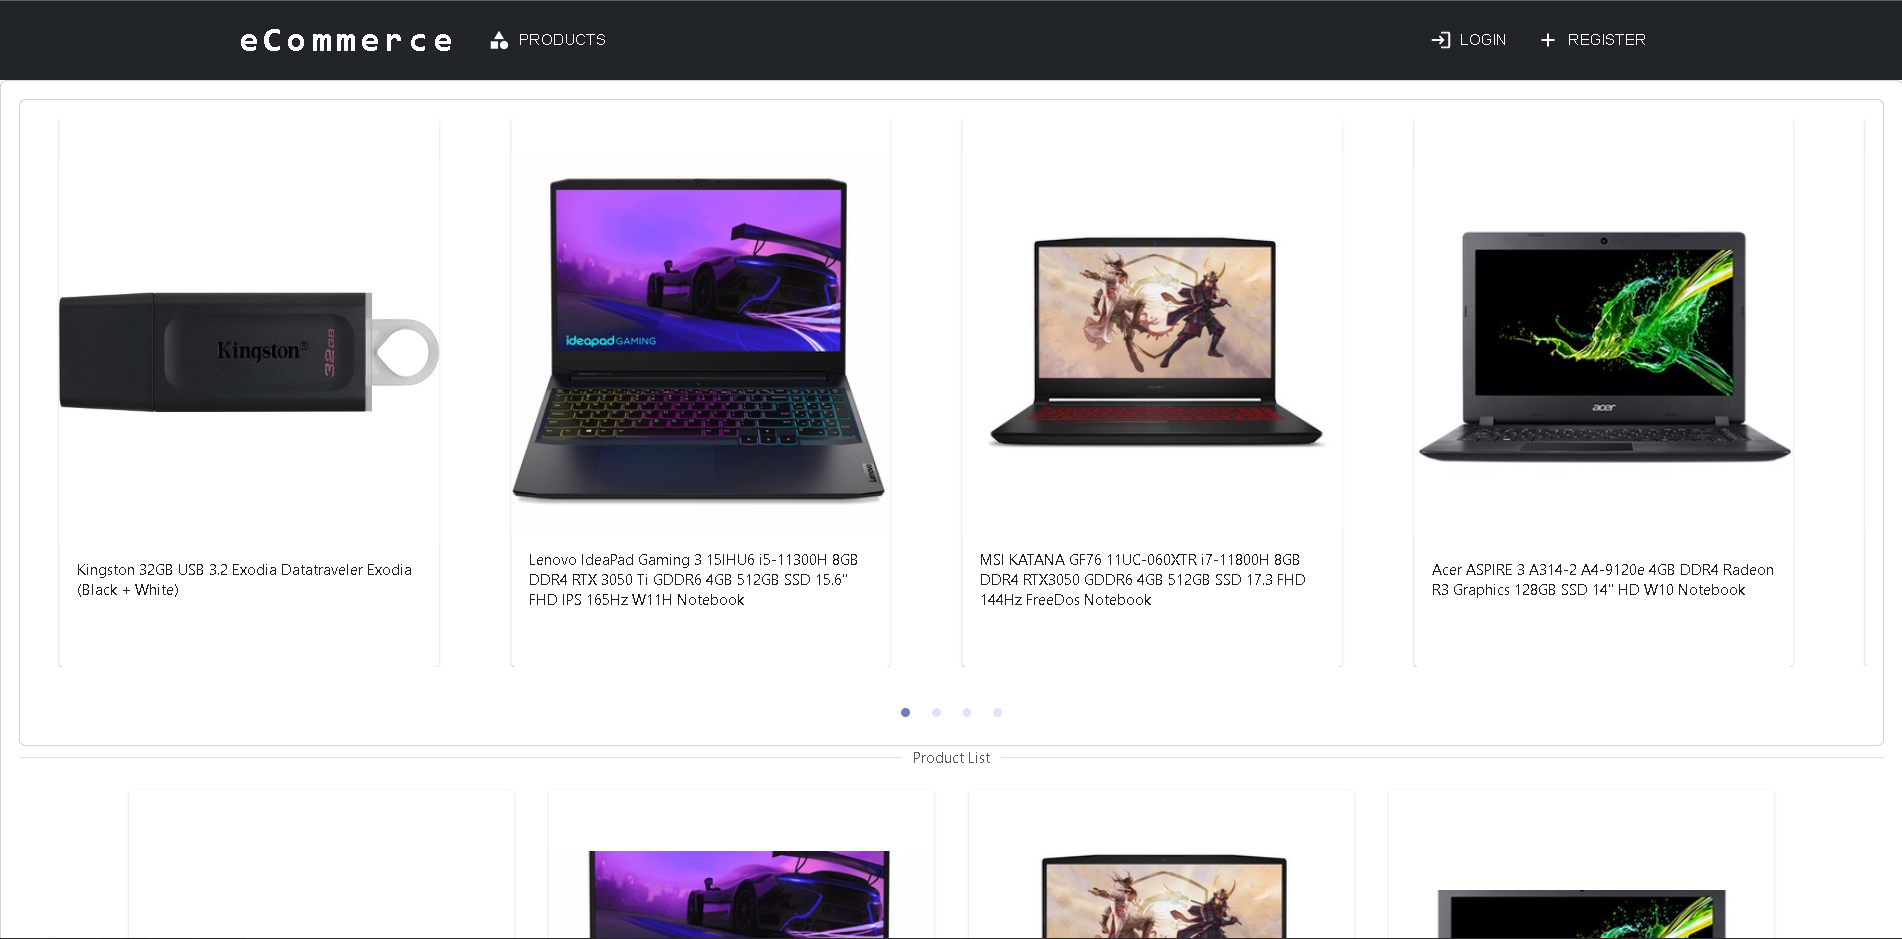 eCommerce PRODUCTS LOGIN REGISTER
Kingston®
32GB
ideapad GAMING
Lenovo
acer
Kingston 32GB USB 3.2 Exodia Datatraveler Exodia
(Black + White)
Lenovo IdeaPad Gaming 3 15IHU6 i5-11300H 8GB
DDR4 RTX 3050 Ti GDDR6 4GB 512GB SSD 15.6"
FHD IPS 165Hz W11H Notebook
MSI KATANA GF76 11UC-060XTR i7-11800H 8GB
DDR4 RTX3050 GDDR6 4GB 512GB SSD 17.3 FHD
144Hz FreeDos Notebook
Acer ASPIRE 3 A314-2 A4-9120e 4GB DDR4 Radeon
R3 Graphics 128GB SSD 14" HD W10 Notebook
Product List